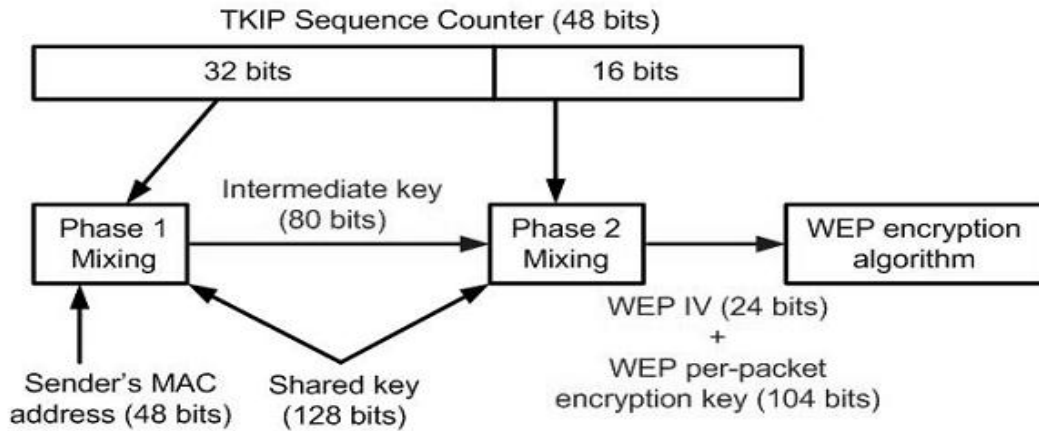 TKIP Sequence Counter (48 bits)
32 bits
16 bits
Intermediate key
(80 bits)
Phase 1
Mixing
Phase 2
Mixing
WEP encryption
algorithm
WEP IV (24 bits)
+
WEP per-packet
encryption key (104 bits)
Sender's MAC
address (48 bits)
Shared key
(128 bits)